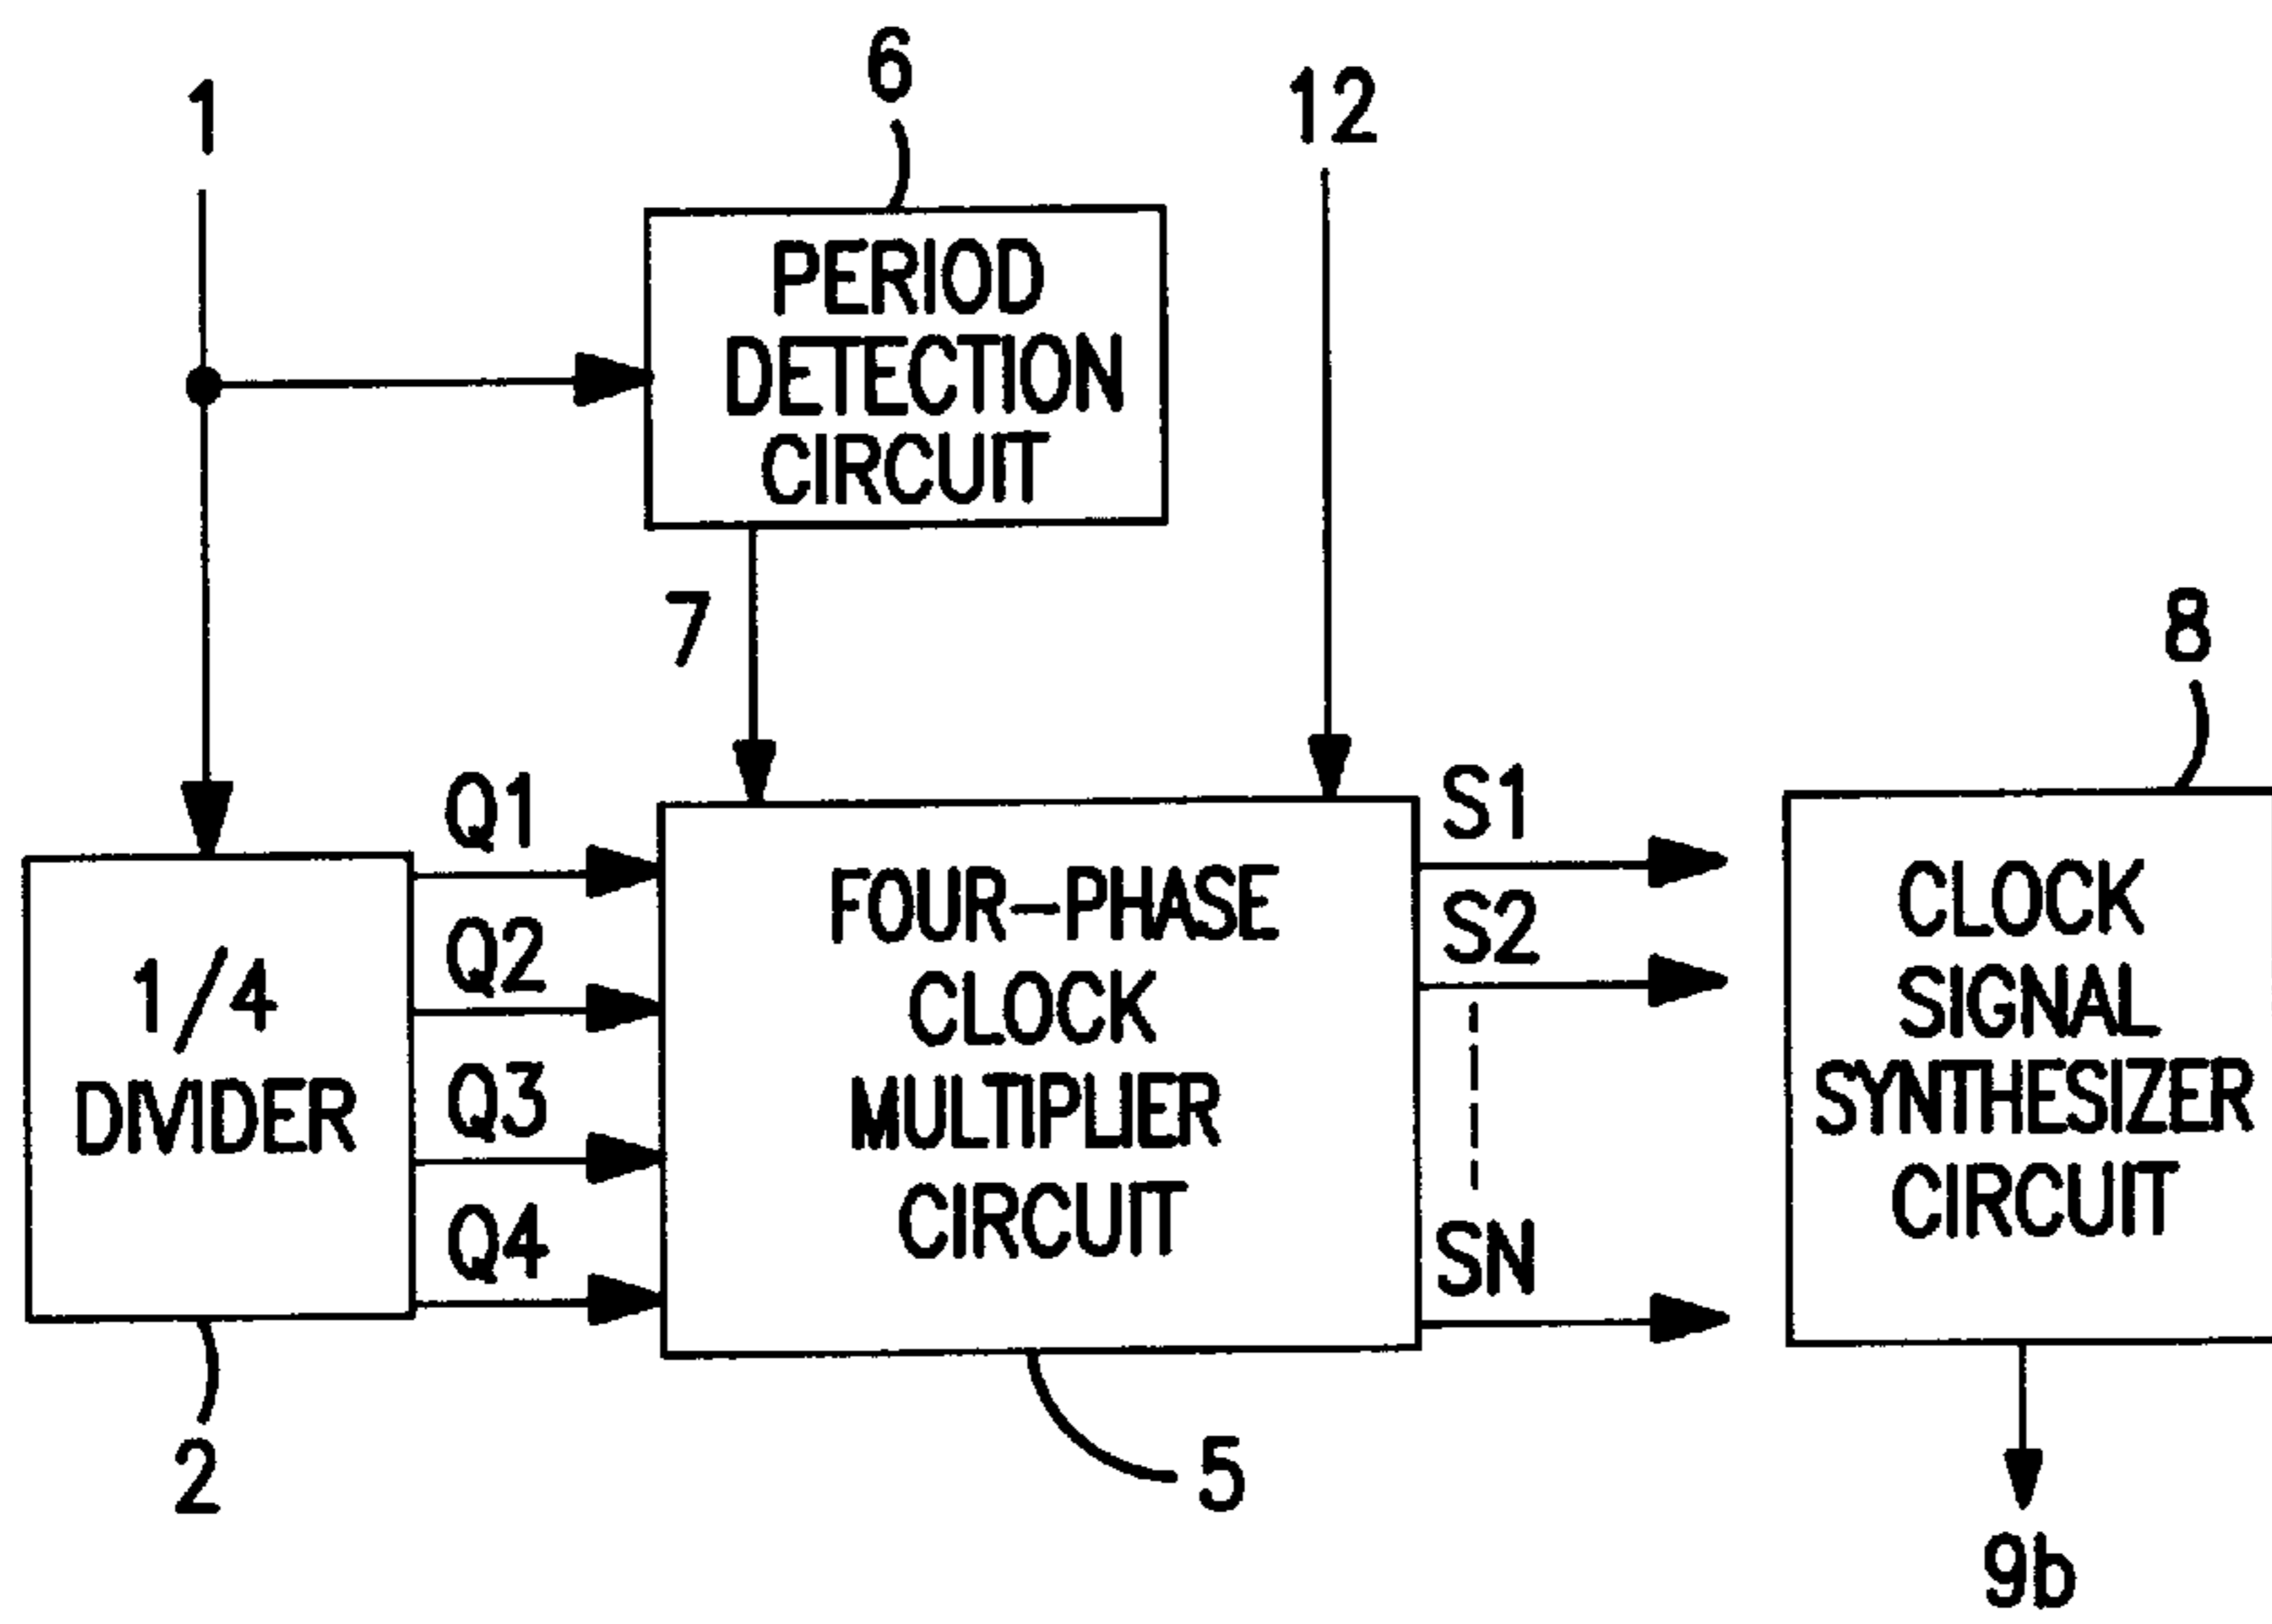 1
6
12
PERIOD
DETECTION
CIRCUIT
7
8
Q1
Q2
Q3
Q4
1/4
DIVIDER
FOUR-PHASE
CLOCK
MULTIPLIER
CIRCUIT
S1
S2
SN
CLOCK
SIGNAL
SYNTHESIZER
CIRCUIT
2
5
9b